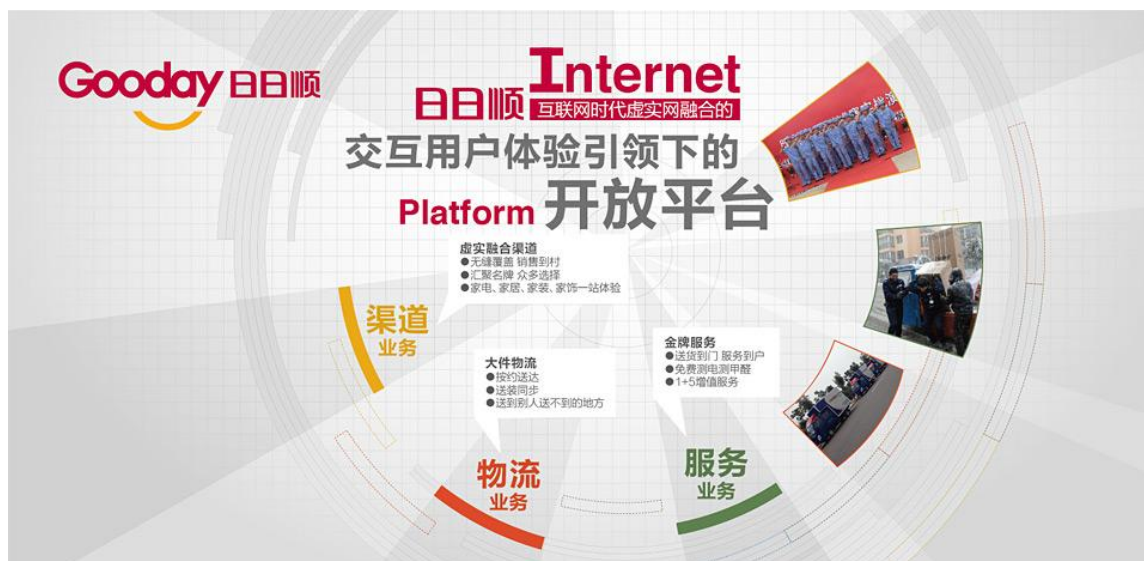 Gooday 日日顺
Internet
日日顺 互联网时代虚实网融合的
交互用户体验引领下的
Platform 开放平台
虚实融合渠道
●无缝覆盖 销售到村
●汇聚名牌 众多选择
●家电、家居、家装、家饰一站体验
渠道
业务
大件物流
●按约送达
●送装同步
●送到别人送不到的地方
物流
业务
金牌服务
●送货到门 服务到户
●免费测电测甲醛
●1+5增值服务
服务
业务